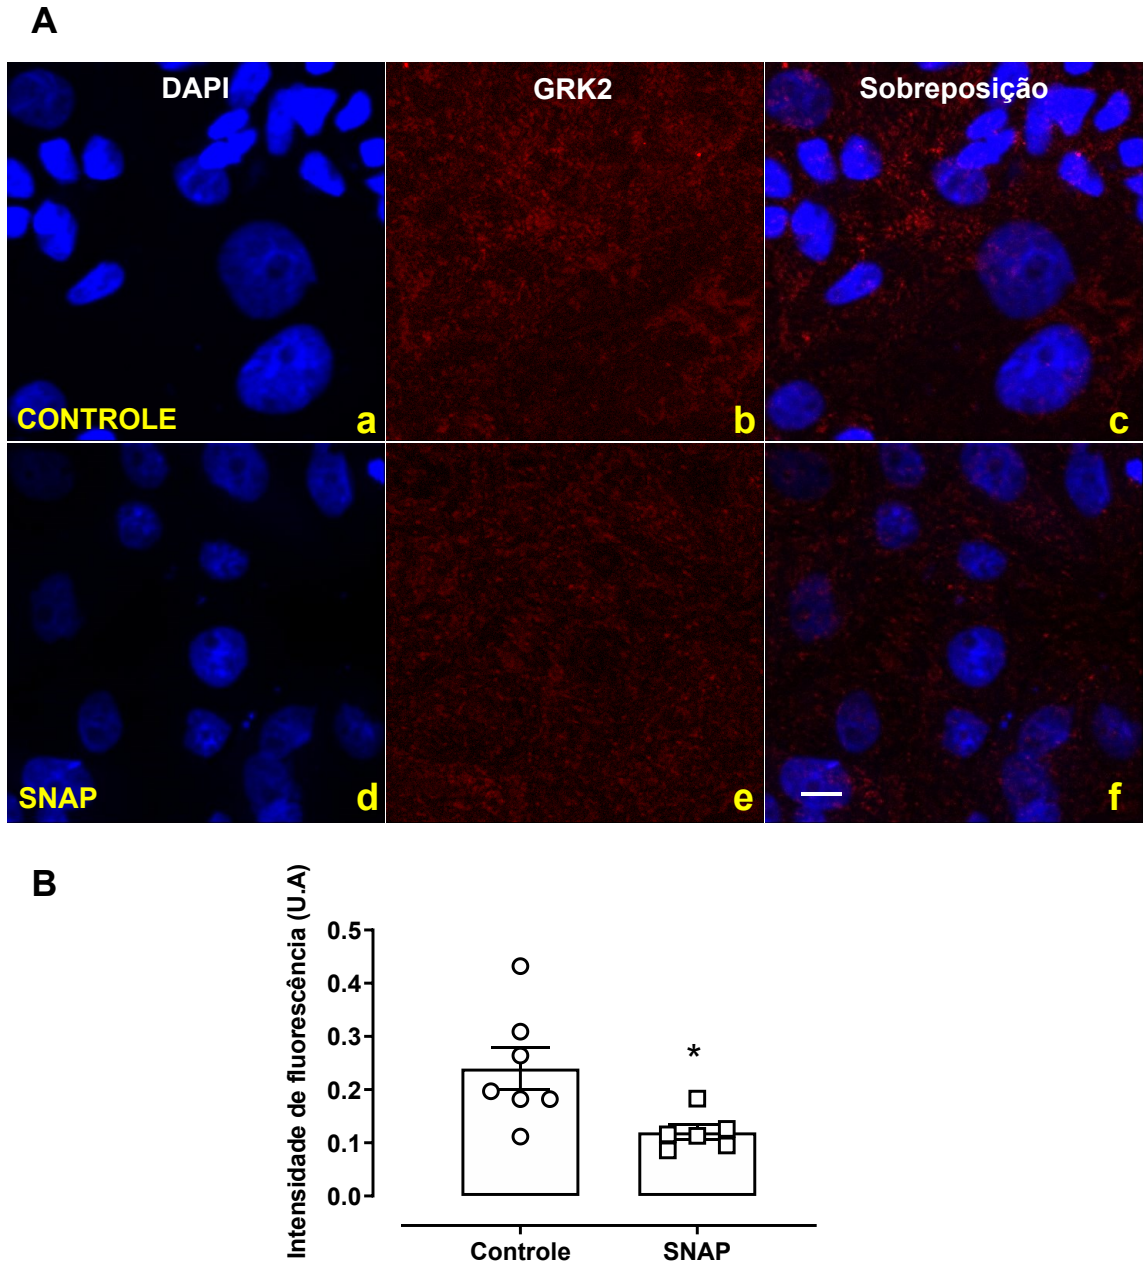 A
DAPI
GRK2
Sobreposição
CONTROLE
a
b
c
SNAP
d
e
f
B
Intensidade de fluorescência (U.A)
0.5
0.4
0.3
0.2
0.1
0.0
*
Controle
SNAP